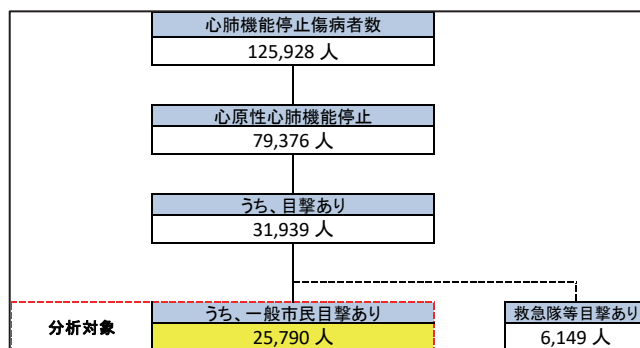 心肺機能停止傷病者数
125,928 人
心原性心肺機能停止
79,376 人
うち、目撃あり
31,939 人
分析対象
うち、一般市民目撃あり
25,790 人
救急隊等目撃あり
6,149 人